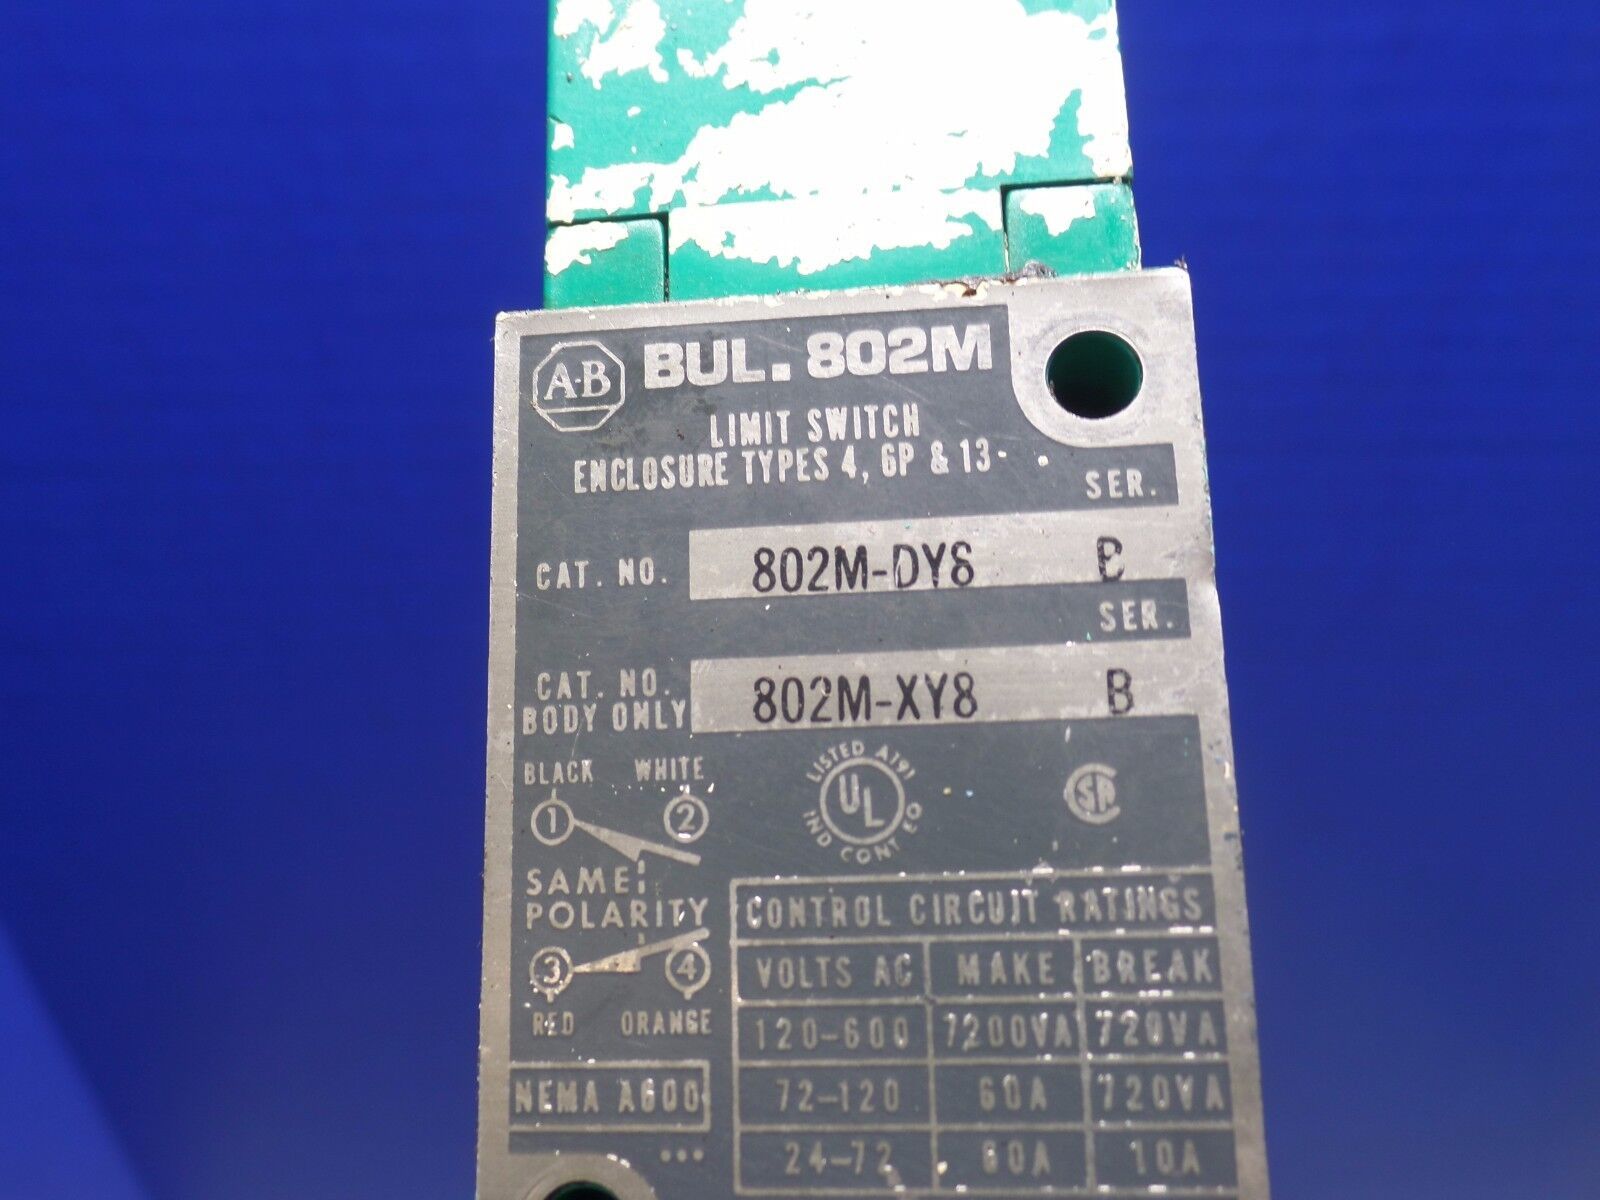 A-B BUL. 802M
LIMIT SWITCH
ENCLOSURE TYPES 4, 6P & 13
SER.
CAT. NO. 802M-DY8 B
SER.
CAT. NO. BODY ONLY 802M-XY8 B
BLACK WHITE
1 2
SAME
POLARITY
3 4
RED ORANGE
NEMA A600
LISTED A791
UL
IND CONT EQ
SA
CONTROL CIRCUIT RATINGS
VOLTS AC MAKE BREAK
120-600 7200VA 720VA
72-120 60A 720VA
24-72 60A 10A